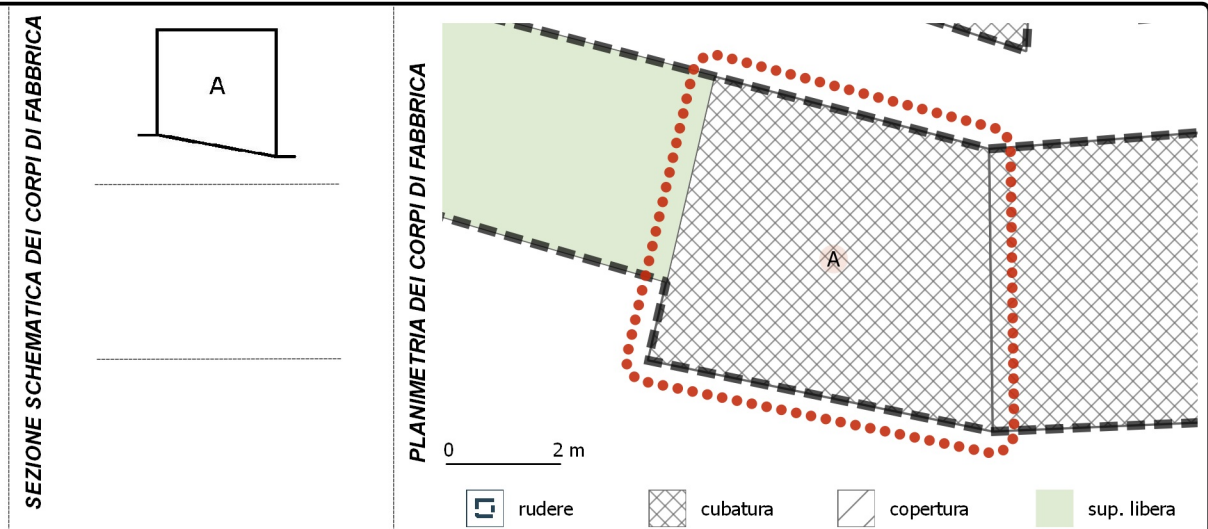 SEZIONE SCHEMATICA DEI CORPI DI FABBRICA
A
PLANIMETRIA DEI CORPI DI FABBRICA
A
0 2 m
rudere cubatura copertura sup. libera